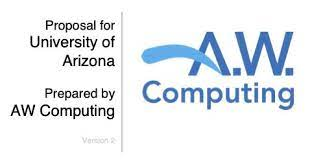 Proposal for
University of
Arizona
Prepared by
AW Computing
Version 2
A.W.
Computing